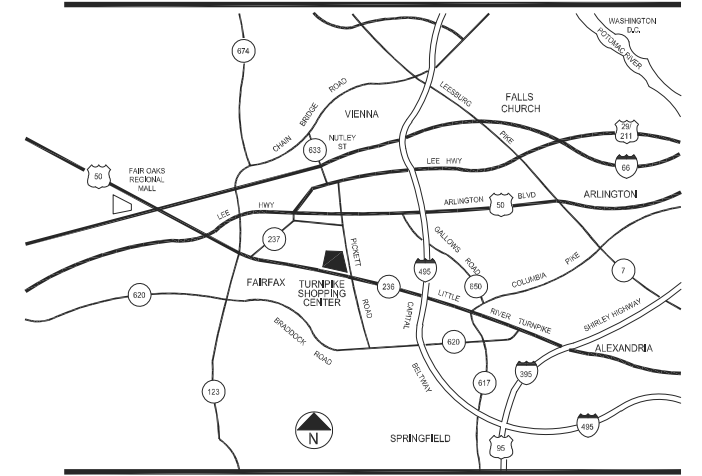 WASHINGTON
D.C.
POTOMAC RIVER
674
CHAIN BRIDGE ROAD
VIENNA
LEESBURG PIKE
FALLS
CHURCH
29/
211
NUTLEY
ST
633
LEE HWY
66
50
FAIR OAKS
REGIONAL
MALL
LEE HWY
ARLINGTON BLVD
50
ARLINGTON
237
PICKETT ROAD
GALLOWS ROAD
495
650
COLUMBIA PIKE
7
620
FAIRFAX
TURNPIKE
SHOPPING
CENTER
236
LITTLE RIVER TURNPIKE
SHIRLEY HIGHWAY
BRADDOCK ROAD
CAPITAL BELTWAY
620
ALEXANDRIA
123
617
395
N
SPRINGFIELD
95
495